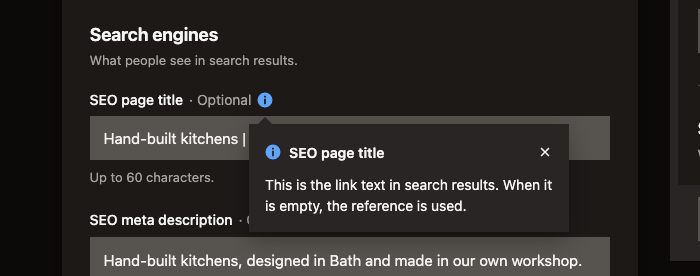 Search engines
What people see in search results.
SEO page title · Optional
Hand-built kitchens |
SEO page title
Up to 60 characters.
This is the link text in search results. When it
is empty, the reference is used.
SEO meta description ·
Hand-built kitchens, designed in Bath and made in our own workshop.